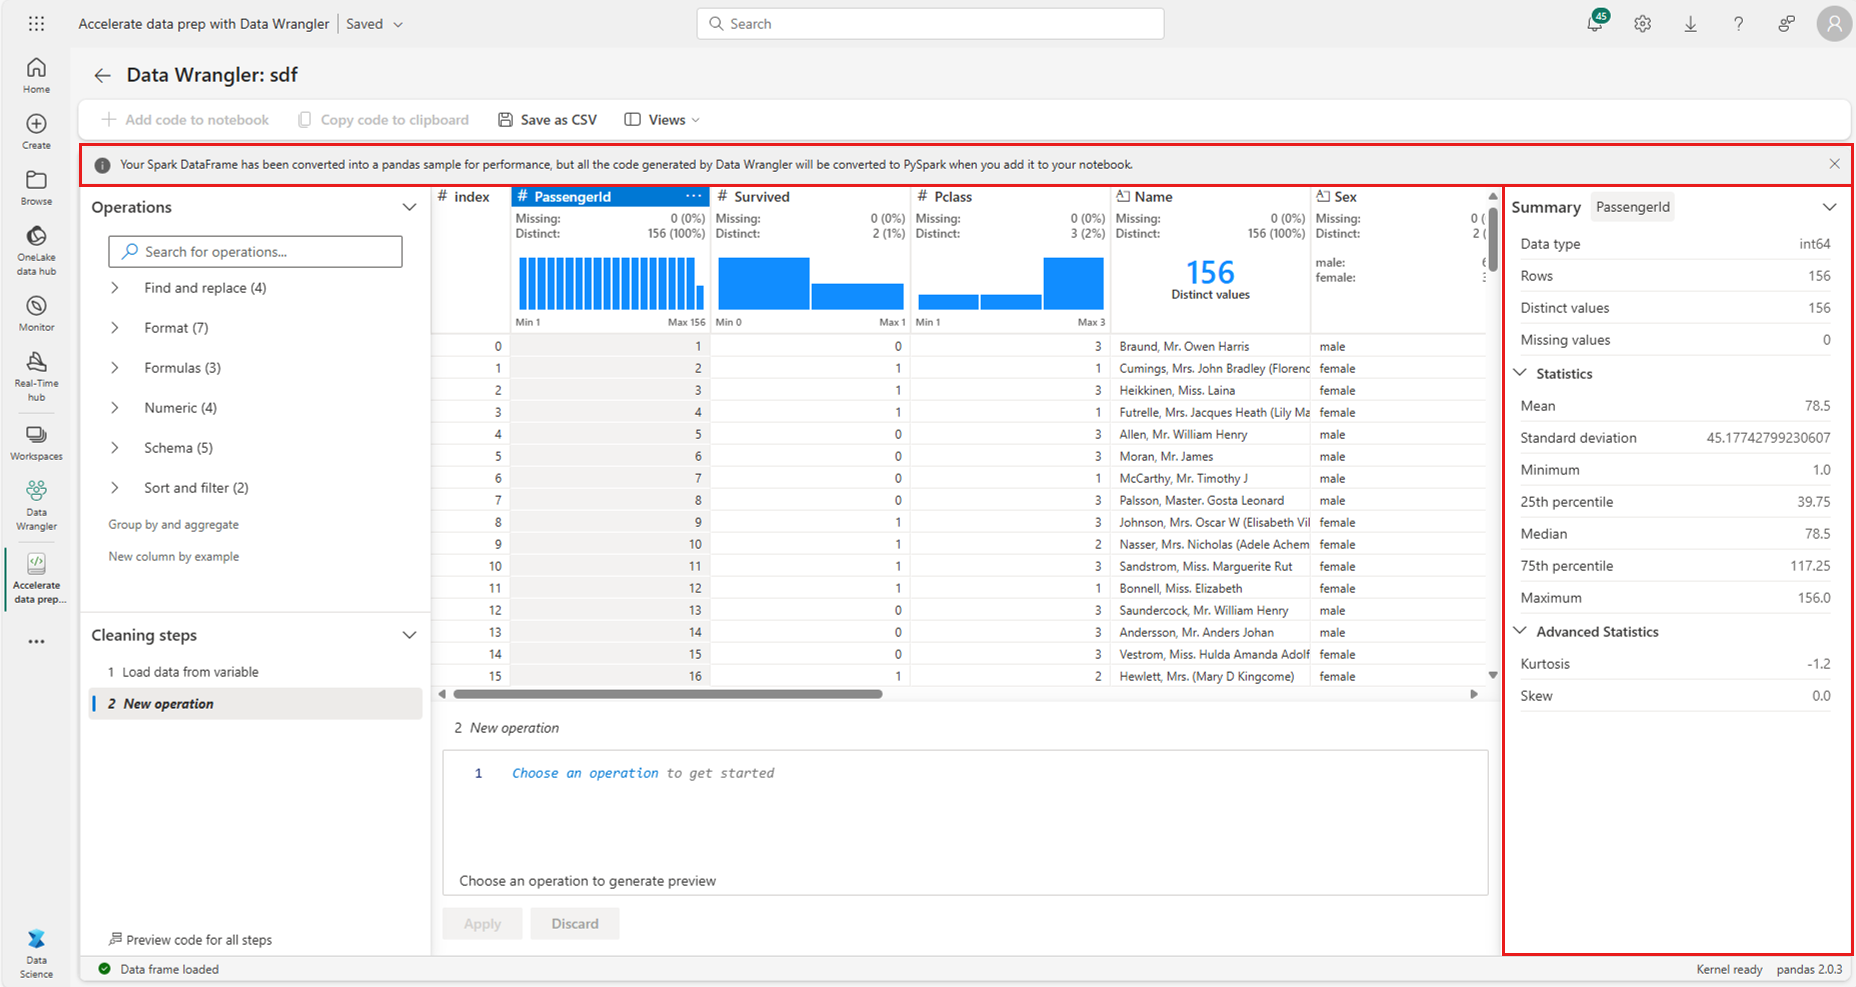 Accelerate data prep with Data Wrangler | Saved
Search
45
Home
Create
Browse
OneLake
data hub
Monitor
Real-Time
hub
Workspaces
Data
Wrangler
Accelerate
data prep...
Data
Science
Data Wrangler: sdf
Add code to notebook Copy code to clipboard Save as CSV Views
Your Spark DataFrame has been converted into a pandas sample for performance, but all the code generated by Data Wrangler will be converted to PySpark when you add it to your notebook.
Operations
Search for operations...
Find and replace (4)
Format (7)
Formulas (3)
Numeric (4)
Schema (5)
Sort and filter (2)
Group by and aggregate
New column by example
Cleaning steps
1 Load data from variable
2 New operation
Preview code for all steps
# index # PassengerId ... # Survived # Pclass Name Sex
Missing: 0 (0%) Missing: 0 (0%) Missing: 0 (0%) Missing: 0 (0%) Missing: 0 (
Distinct: 156 (100%) Distinct: 2 (1%) Distinct: 3 (2%) Distinct: 156 (100%) Distinct: 2 (
156
Distinct values
male:
female:
Min 1 Max 156 Min 0 Max 1 Min 1 Max 3
0 1 0 3 Braund, Mr. Owen Harris male
1 2 1 1 Cumings, Mrs. John Bradley (Florenc female
2 3 1 3 Heikkinen, Miss. Laina female
3 4 1 1 Futrelle, Mrs. Jacques Heath (Lily Ma female
4 5 0 3 Allen, Mr. William Henry male
5 6 0 3 Moran, Mr. James male
6 7 0 1 McCarthy, Mr. Timothy J male
7 8 0 3 Palsson, Master. Gosta Leonard male
8 9 1 3 Johnson, Mrs. Oscar W (Elisabeth Vil female
9 10 1 2 Nasser, Mrs. Nicholas (Adele Achem female
10 11 1 3 Sandstrom, Miss. Marguerite Rut female
11 12 1 1 Bonnell, Miss. Elizabeth female
12 13 0 3 Saundercock, Mr. William Henry male
13 14 0 3 Andersson, Mr. Anders Johan male
14 15 0 3 Vestrom, Miss. Hulda Amanda Adolf female
15 16 1 2 Hewlett, Mrs. (Mary D Kingcome) female
2 New operation
1 Choose an operation to get started
Choose an operation to generate preview
Apply Discard
Summary PassengerId
Data type int64
Rows 156
Distinct values 156
Missing values 0
Statistics
Mean 78.5
Standard deviation 45.17742799230607
Minimum 1.0
25th percentile 39.75
Median 78.5
75th percentile 117.25
Maximum 156.0
Advanced Statistics
Kurtosis -1.2
Skew 0.0
Data frame loaded
Kernel ready pandas 2.0.3